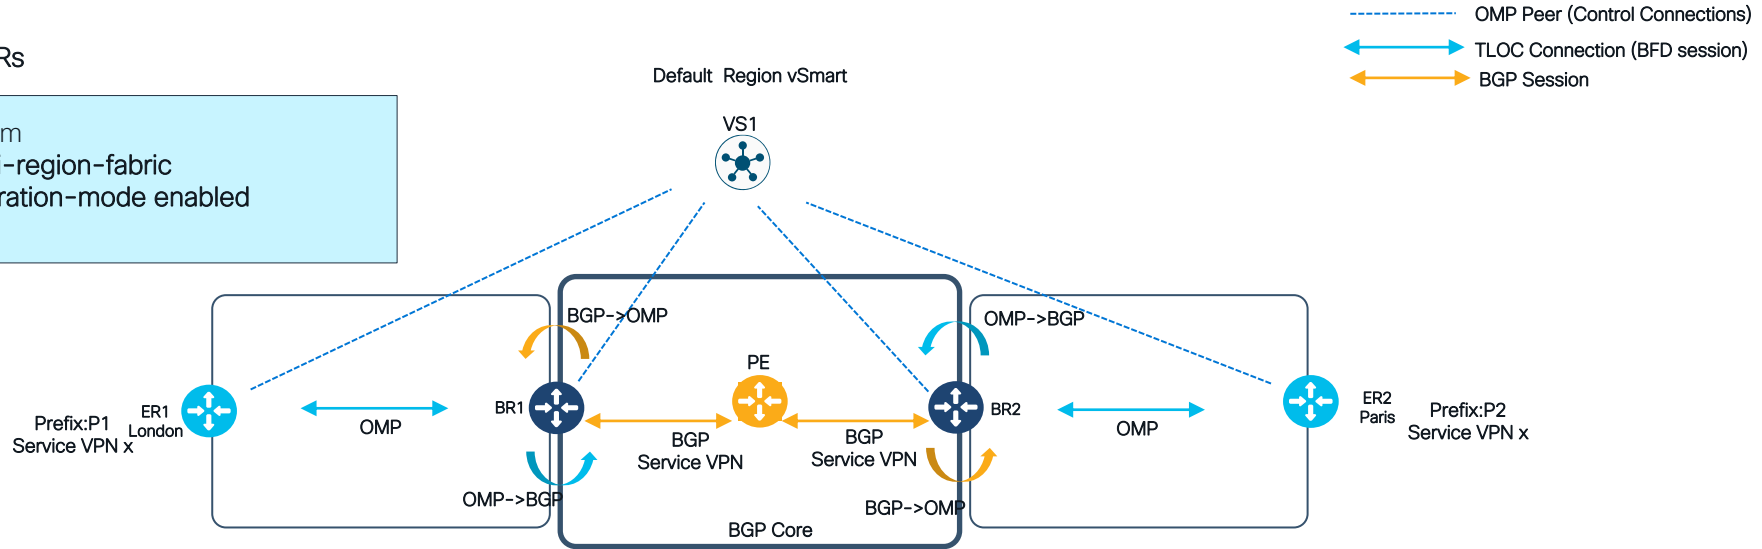 OMP Peer (Control Connections)
TLOC Connection (BFD session)
BGP Session
Rs
Default Region vSmart
VS1
m
i-region-fabric
ration-mode enabled
BGP->OMP
OMP->BGP
PE
ER1
London
Prefix:P1
Service VPN x
OMP
BR1
BGP
Service VPN
BGP
Service VPN
BR2
OMP
ER2
Paris
Prefix:P2
Service VPN x
OMP->BGP
BGP->OMP
BGP Core